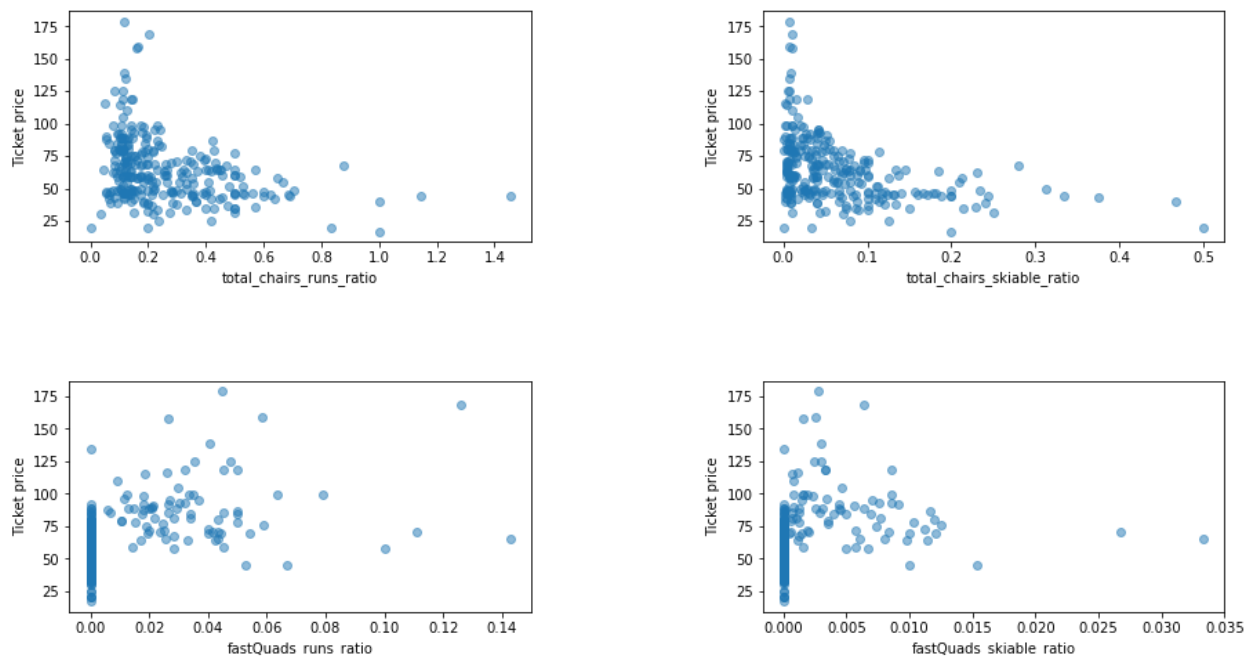 175
150
125
100
75
50
25
Ticket price
0.0 0.2 0.4 0.6 0.8 1.0 1.2 1.4
total_chairs_runs_ratio
175
150
125
100
75
50
25
Ticket price
0.0 0.1 0.2 0.3 0.4 0.5
total_chairs_skiable_ratio
175
150
125
100
75
50
25
Ticket price
0.00 0.02 0.04 0.06 0.08 0.10 0.12 0.14
fastQuads_runs_ratio
175
150
125
100
75
50
25
Ticket price
0.000 0.005 0.010 0.015 0.020 0.025 0.030 0.035
fastQuads_skiable_ratio